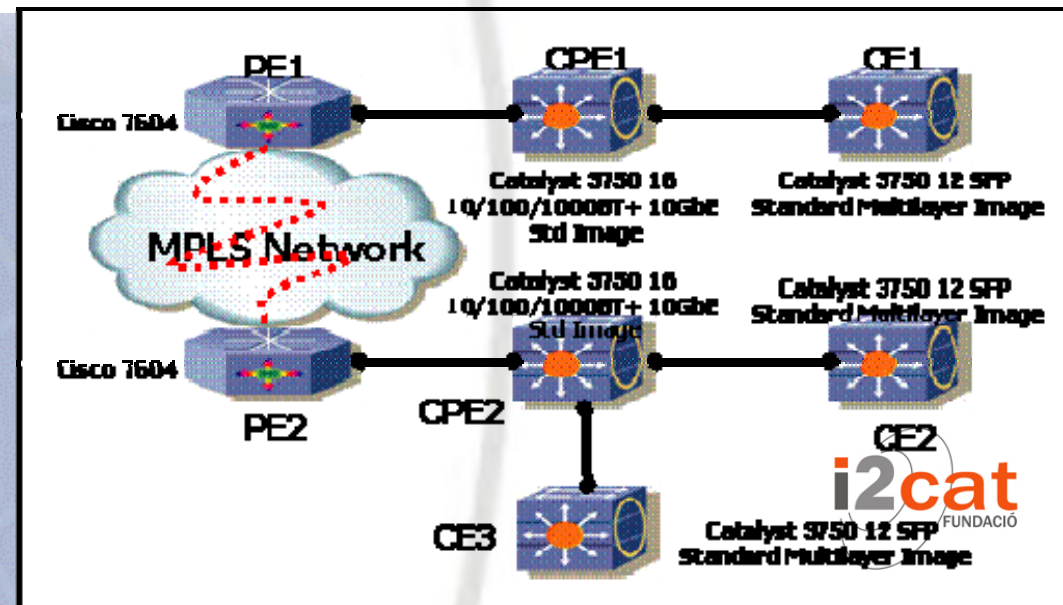 PE1
CPE1
CE1
Cisco 7604
Catalyst 3750 16
10/100/1000BT+ 10GbE
Std Image
Catalyst 3750 12 SFP
Standard Multilayer Image
MPLS Network
Catalyst 3750 16
10/100/1000BT+ 10GbE
Std Image
Catalyst 3750 12 SFP
Standard Multilayer Image
Cisco 7604
PE2
CPE2
CE2
i2cat
FUNDACIÓ
CE3
Catalyst 3750 12 SFP
Standard Multilayer Image